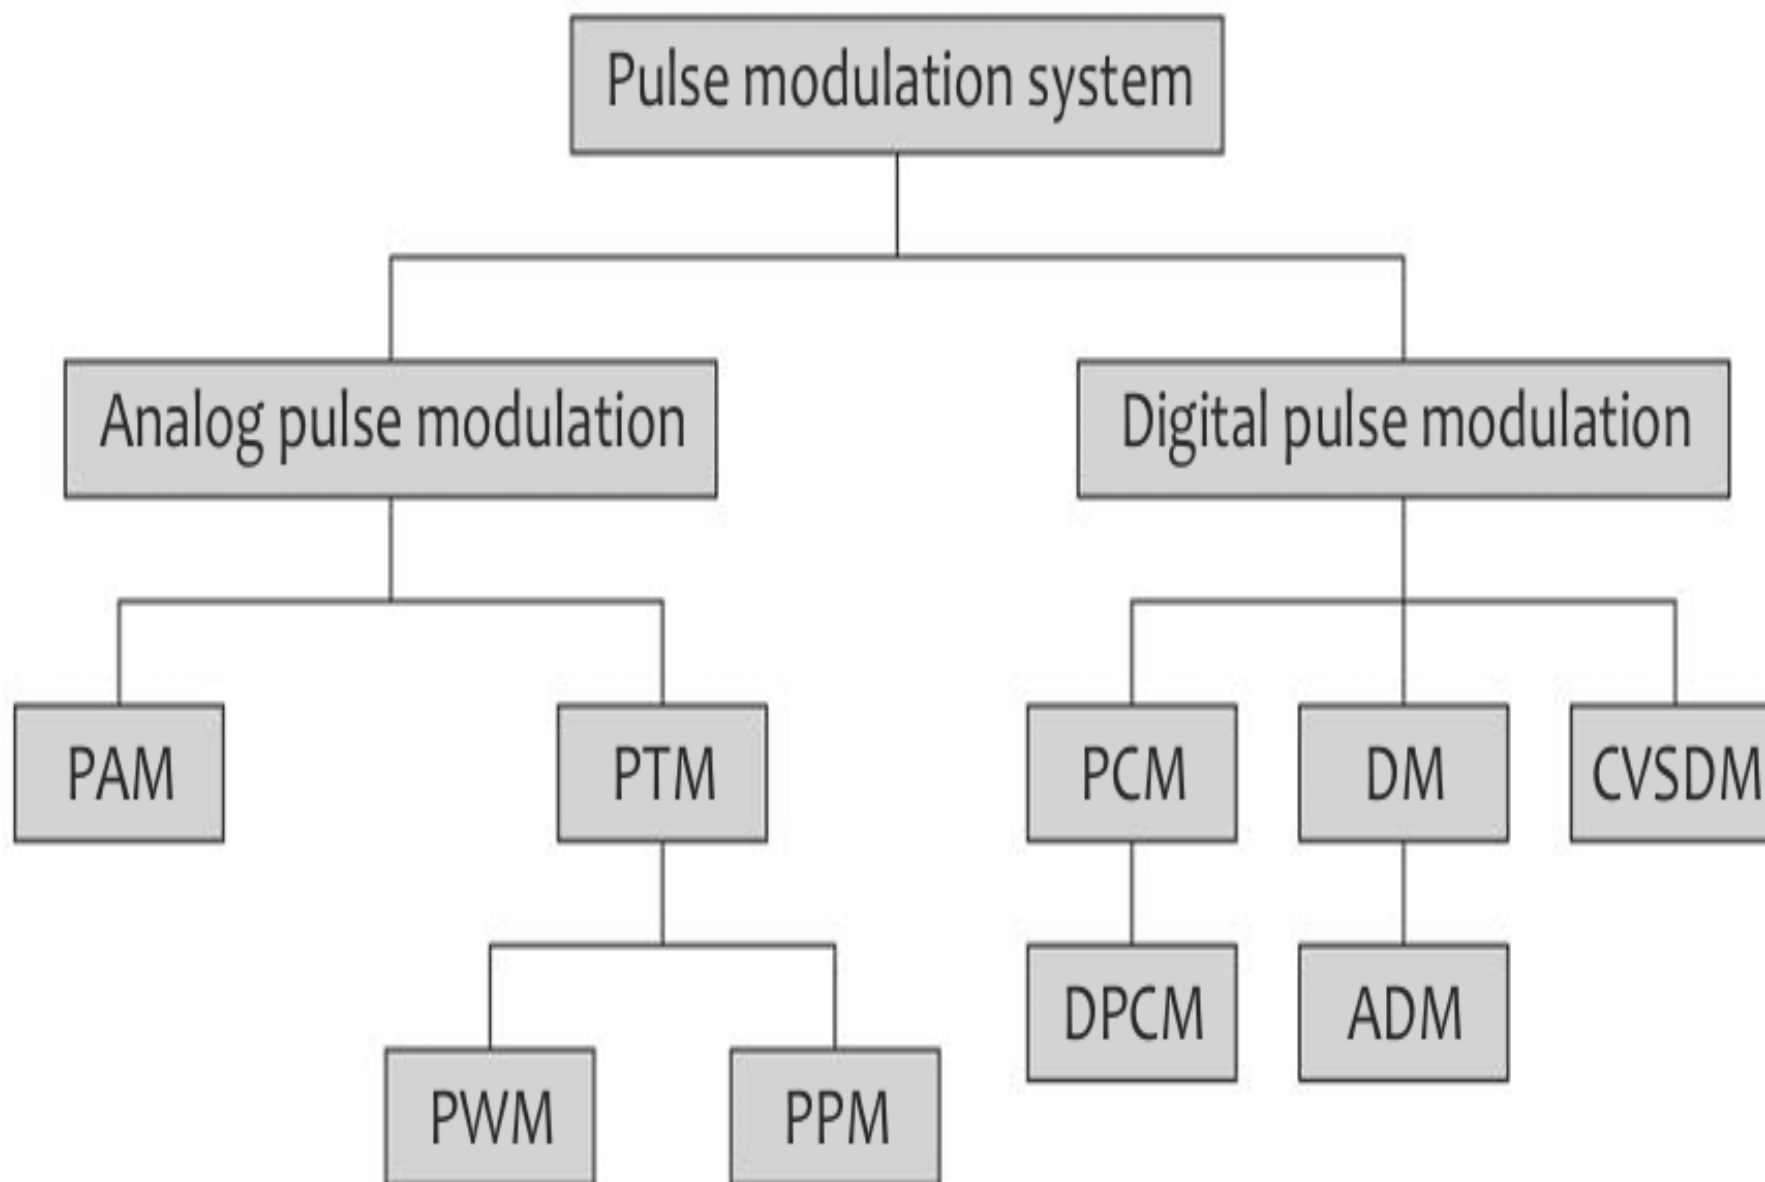 Pulse modulation system
Analog pulse modulation
Digital pulse modulation
PAM
PTM
PCM
DM
CVSDM
DPCM
ADM
PWM
PPM